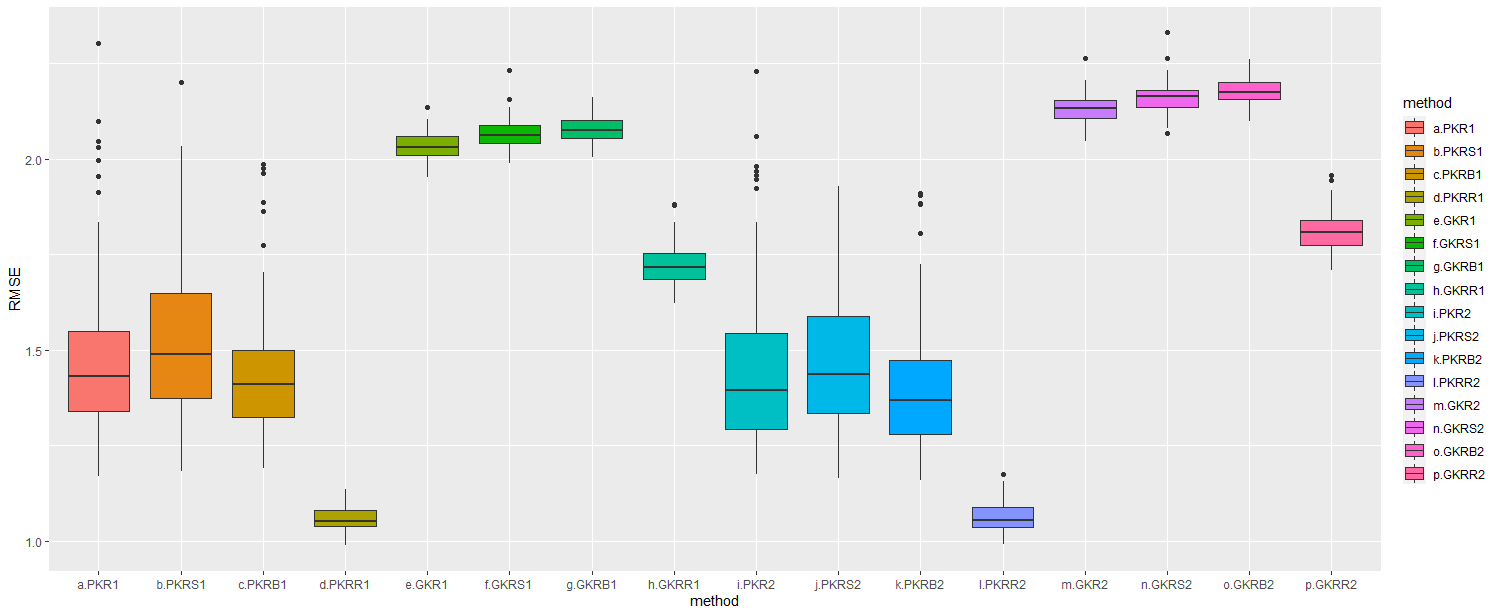 RMSE
2.0
1.5
1.0
a.PKR1 b.PKRS1 c.PKRB1 d.PKRR1 e.GKR1 f.GKRS1 g.GKRB1 h.GKRR1 i.PKR2 j.PKRS2 k.PKRB2 l.PKRR2 m.GKR2 n.GKRS2 o.GKRB2 p.GKRR2
method
method
a.PKR1
b.PKRS1
c.PKRB1
d.PKRR1
e.GKR1
f.GKRS1
g.GKRB1
h.GKRR1
i.PKR2
j.PKRS2
k.PKRB2
l.PKRR2
m.GKR2
n.GKRS2
o.GKRB2
p.GKRR2